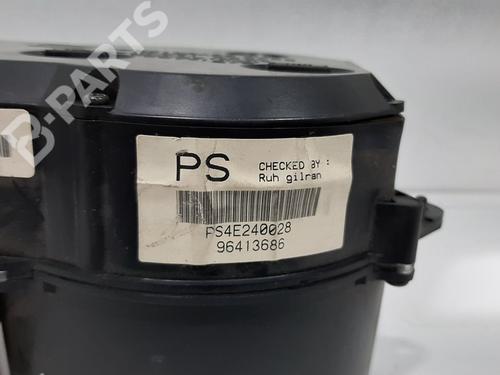 B-PARTS
PS
CHECKED BY :
Ruh gilran
PS4E240028
96413686